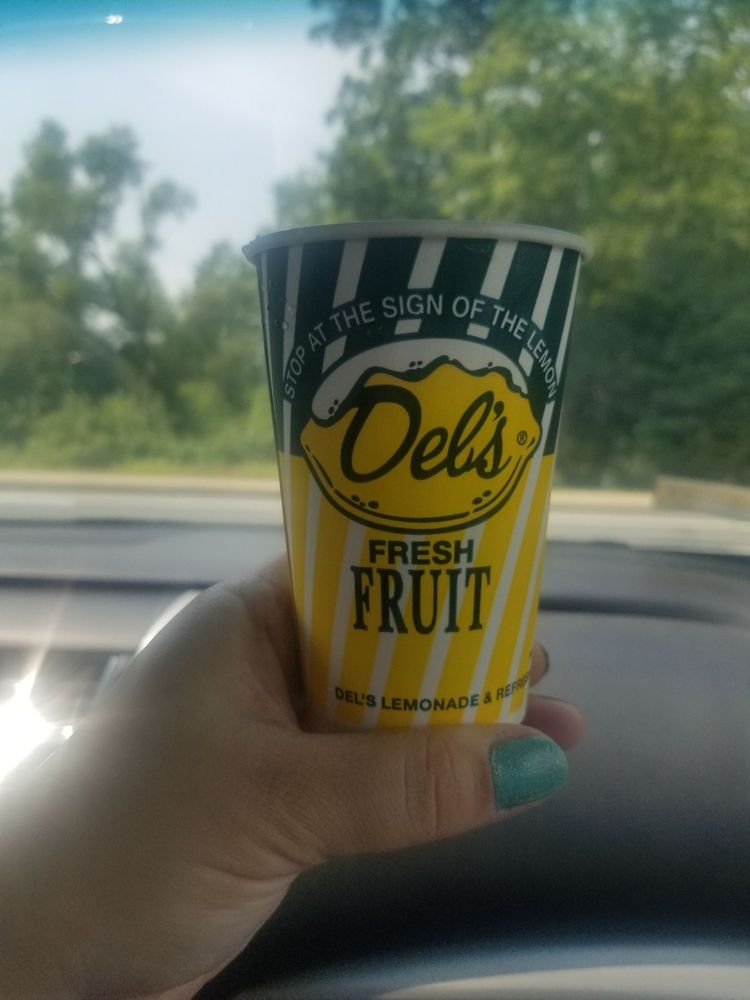 STOP AT THE SIGN OF THE LEMON
Del's ®
FRESH
FRUIT
DEL'S LEMONADE &